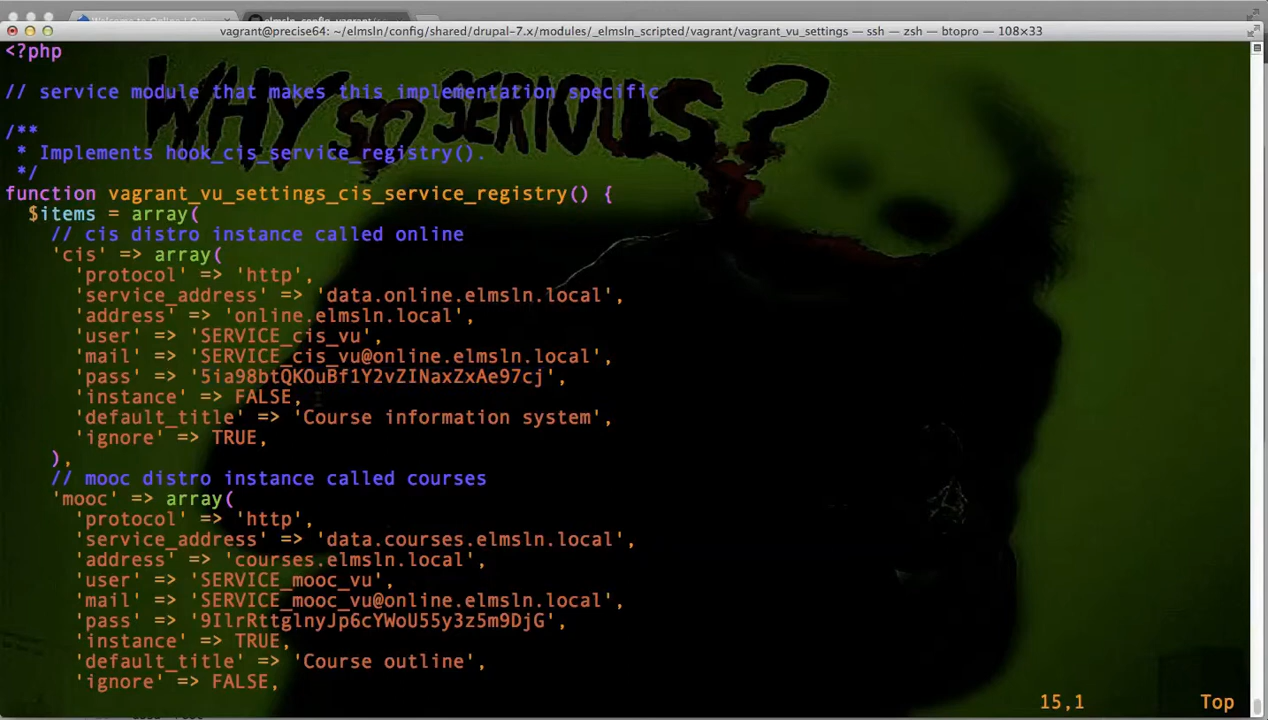 vagrant@precise64: ~/elmsln/config/shared/drupal-7.x/modules/_elmsln_scripted/vagrant/vagrant_vu_settings — ssh — zsh — btopro — 108×33
<?php
WHY SO SERIOUS?
// service module that makes this implementation specific
/**
 * Implements hook_cis_service_registry().
 */
function vagrant_vu_settings_cis_service_registry() {
  $items = array(
    // cis distro instance called online
    'cis' => array(
      'protocol' => 'http',
      'service_address' => 'data.online.elmsln.local',
      'address' => 'online.elmsln.local',
      'user' => 'SERVICE_cis_vu',
      'mail' => 'SERVICE_cis_vu@online.elmsln.local',
      'pass' => '5ia98btQKOuBf1Y2vZINaxZxAe97cj',
      'instance' => FALSE,
      'default_title' => 'Course information system',
      'ignore' => TRUE,
    ),
    // mooc distro instance called courses
    'mooc' => array(
      'protocol' => 'http',
      'service_address' => 'data.courses.elmsln.local',
      'address' => 'courses.elmsln.local',
      'user' => 'SERVICE_mooc_vu',
      'mail' => 'SERVICE_mooc_vu@online.elmsln.local',
      'pass' => '9IlrRttglnyJp6cYWoU55y3z5m9DjG',
      'instance' => TRUE,
      'default_title' => 'Course outline',
      'ignore' => FALSE,
15,1 Top